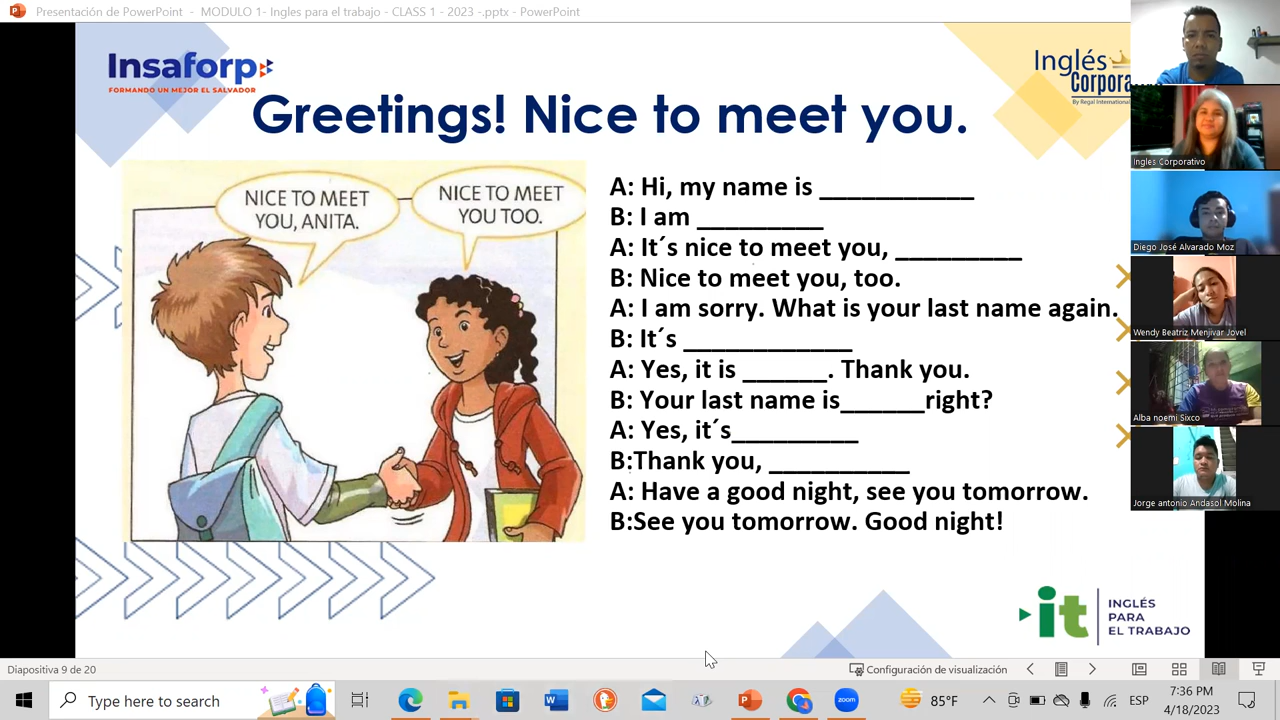 Presentación de PowerPoint - MODULO 1- Ingles para el trabajo - CLASS 1 - 2023 -.pptx - PowerPoint
Insaforp
FORMANDO UN MEJOR EL SALVADOR
Inglés
By Regal International
Greetings! Nice to meet you.
NICE TO MEET
YOU, ANITA.
NICE TO MEET
YOU TOO.
A: Hi, my name is ___________
B: I am _________
A: It´s nice to meet you, _________
B: Nice to meet you, too.
A: I am sorry. What is your last name again.
B: It´s ____________
A: Yes, it is ______. Thank you.
B: Your last name is______right?
A: Yes, it´s_________
B:Thank you, __________
A: Have a good night, see you tomorrow.
B:See you tomorrow. Good night!
it
INGLÉS
PARA
EL TRABAJO
Ingles Corporativo
Diego José Alvarado Moz
Wendy Beatriz Menjivar Jovel
Alba noemi Sixco
Jorge antonio Andasol Molina
Diapositiva 9 de 20
Configuración de visualización
Type here to search
85°F
ESP
7:36 PM
4/18/2023